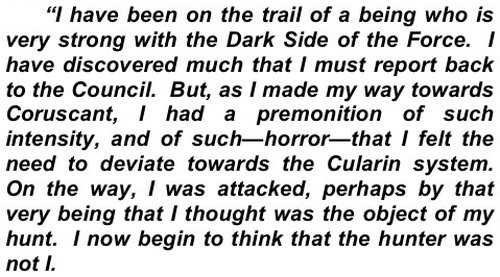 “I have been on the trail of a being who is
very strong with the Dark Side of the Force.  I
have discovered much that I must report back
to the Council.  But, as I made my way towards
Coruscant, I had a premonition of such
intensity, and of such—horror—that I felt the
need to deviate towards the Cularin system.
On the way, I was attacked, perhaps by that
very being that I thought was the object of my
hunt.  I now begin to think that the hunter was
not I.